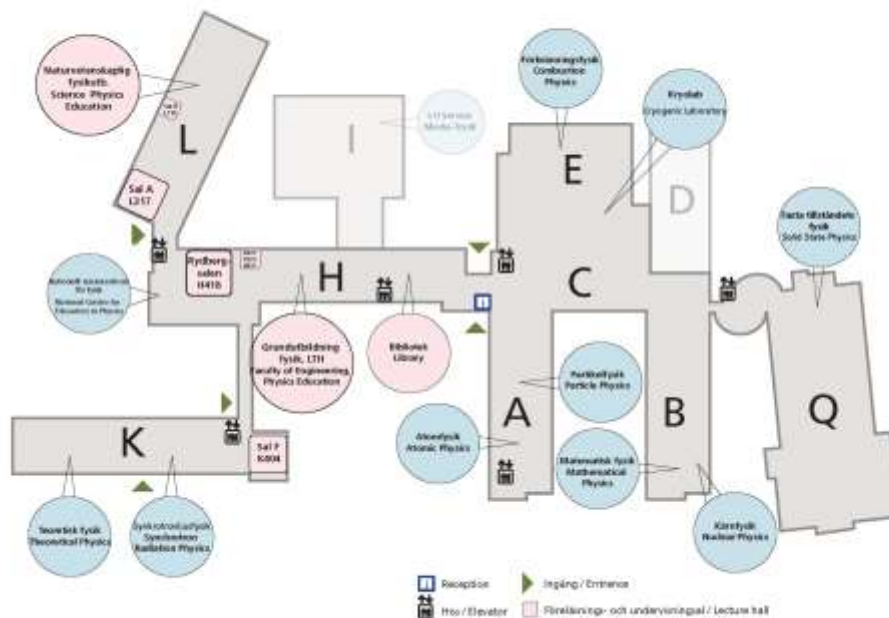 Naturvetenskaplig
fysikutb.
Science Physics
Education
L
Sal A
L217
I
LU Service
Förbränningsfysik
Combustion
Physics
Kryolab
Cryogenic Laboratory
E
D
Fasta tillståndets
fysik
Solid State Physics
Rydberg-
salen
H418
H
C
Nationellt resurscentrum
för fysik
National Centre for
Education in Physics
Grundutbildning
fysik, LTH
Faculty of Engineering,
Physics Education
Bibliotek
Library
i
Partikelfysik
Particle Physics
A
B
Q
Atomfysik
Atomic Physics
Matematisk fysik
Mathematical
Physics
Kärnfysik
Nuclear Physics
K
Sal F
K404
Teoretisk fysik
Theoretical Physics
Synkrotronljusfysik
Synchrotron
Radiation Physics
i Reception
Ingång / Entrance
Hiss / Elevator
Föreläsnings- och undervisningssal / Lecture hall